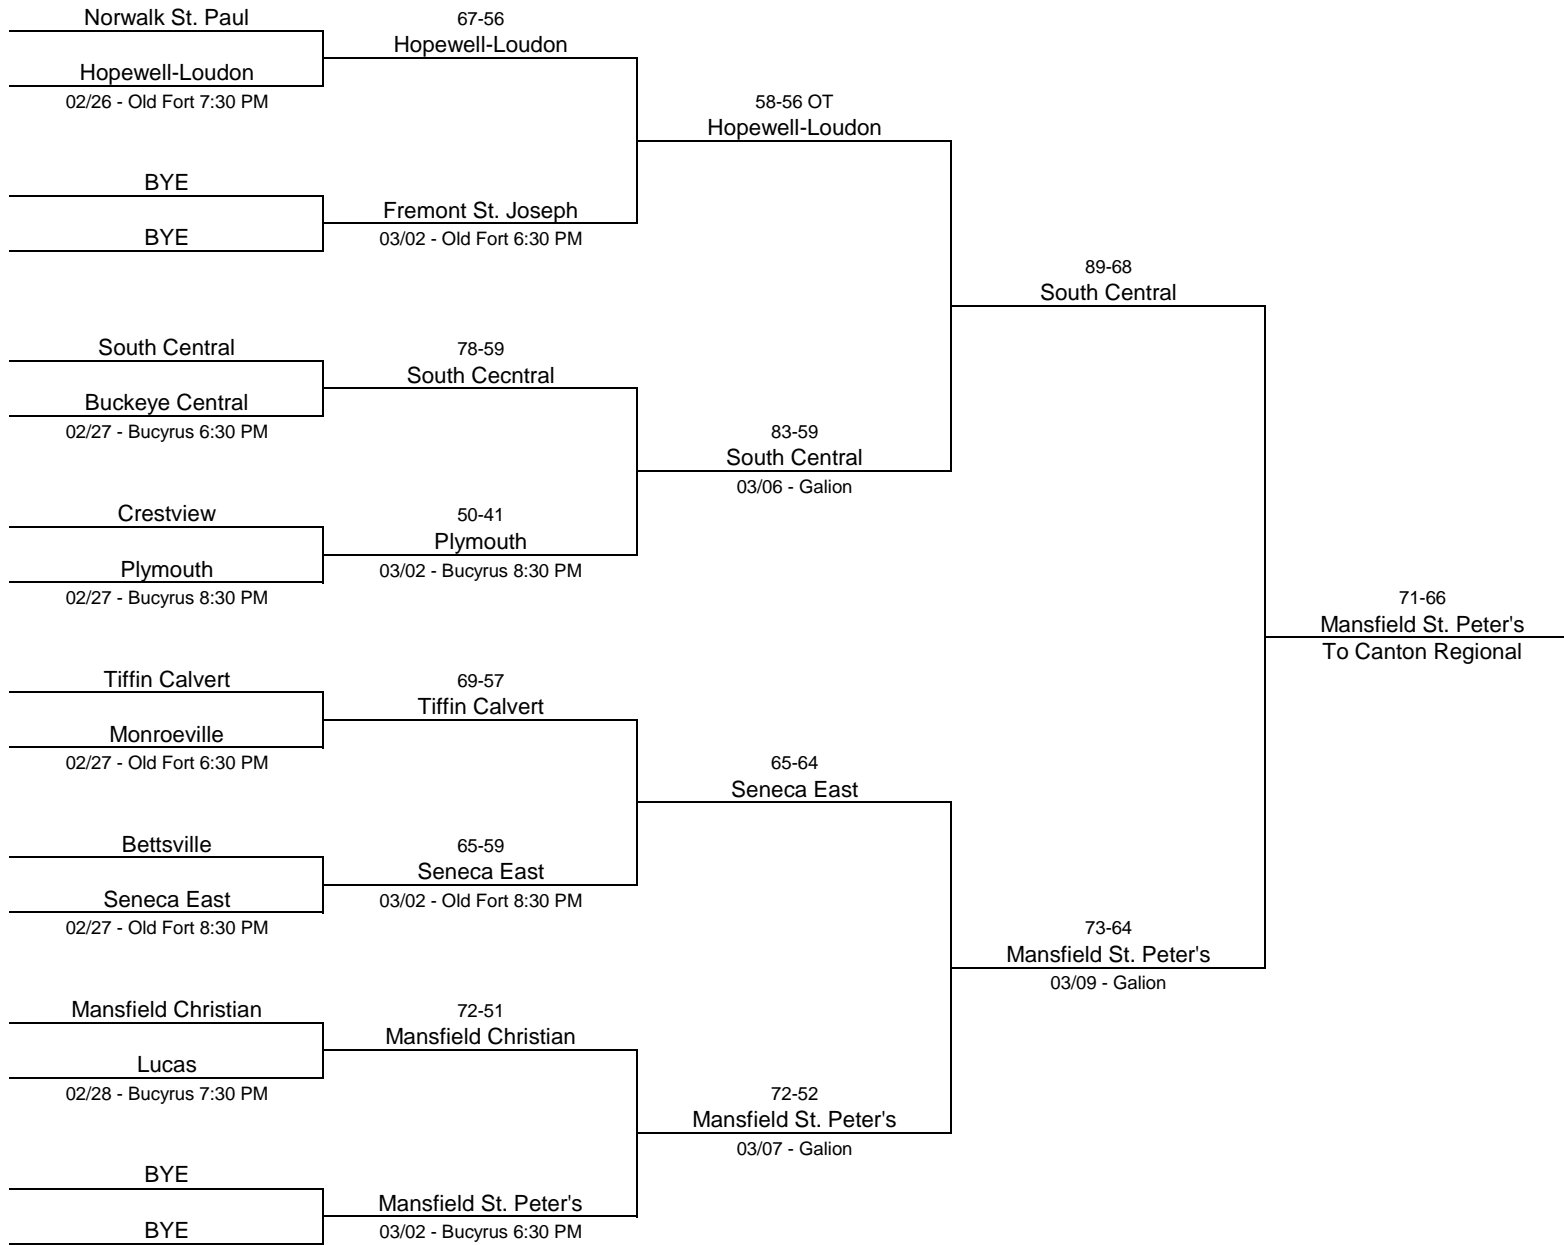 Norwalk St. Paul
Hopewell-Loudon
02/26 - Old Fort 7:30 PM
BYE
BYE
South Central
Buckeye Central
02/27 - Bucyrus 6:30 PM
Crestview
Plymouth
02/27 - Bucyrus 8:30 PM
Tiffin Calvert
Monroeville
02/27 - Old Fort 6:30 PM
Bettsville
Seneca East
02/27 - Old Fort 8:30 PM
Mansfield Christian
Lucas
02/28 - Bucyrus 7:30 PM
BYE
BYE
67-56
Hopewell-Loudon
Fremont St. Joseph
03/02 - Old Fort 6:30 PM
78-59
South Cecntral
50-41
Plymouth
03/02 - Bucyrus 8:30 PM
69-57
Tiffin Calvert
65-59
Seneca East
03/02 - Old Fort 8:30 PM
72-51
Mansfield Christian
Mansfield St. Peter's
03/02 - Bucyrus 6:30 PM
58-56 OT
Hopewell-Loudon
83-59
South Central
03/06 - Galion
65-64
Seneca East
72-52
Mansfield St. Peter's
03/07 - Galion
89-68
South Central
73-64
Mansfield St. Peter's
03/09 - Galion
71-66
Mansfield St. Peter's
To Canton Regional